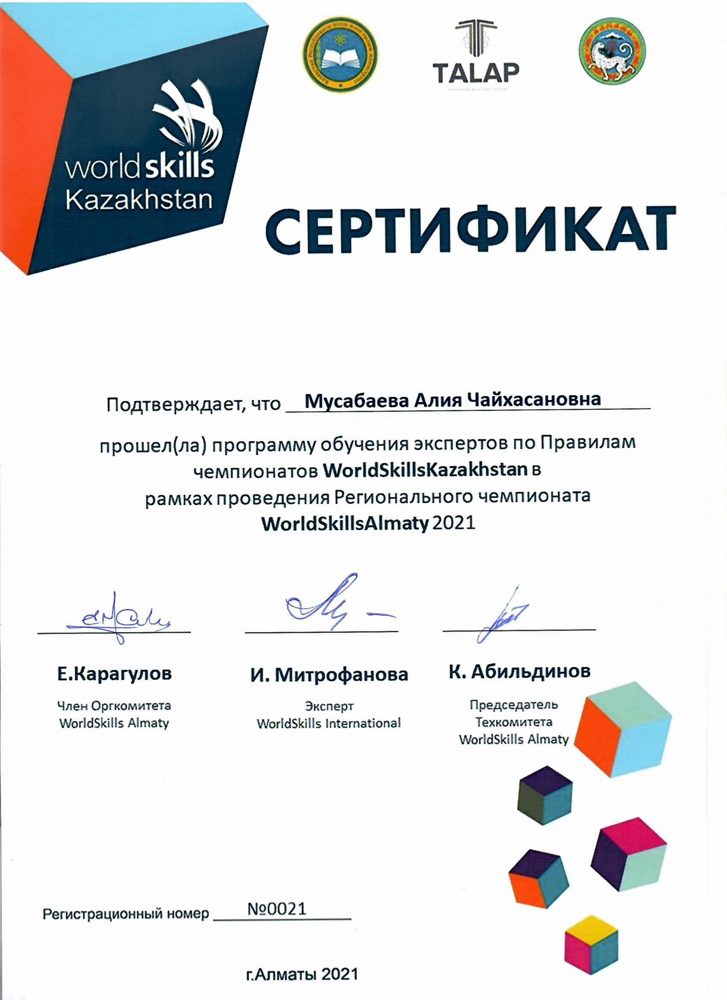 TALAP
world skills
Kazakhstan
СЕРТИФИКАТ
Подтверждает, что Мусабаева Алия Чайхасановна
прошел(ла) программу обучения экспертов по Правилам
чемпионатов WorldSkillsKazakhstan в
рамках проведения Регионального чемпионата
WorldSkillsAlmaty 2021
Е.Карагулов
И. Митрофанова
К. Абильдинов
Член Оргкомитета
WorldSkills Almaty
Эксперт
WorldSkills International
Председатель
Техкомитета
WorldSkills Almaty
Регистрационный номер №0021
г.Алматы 2021